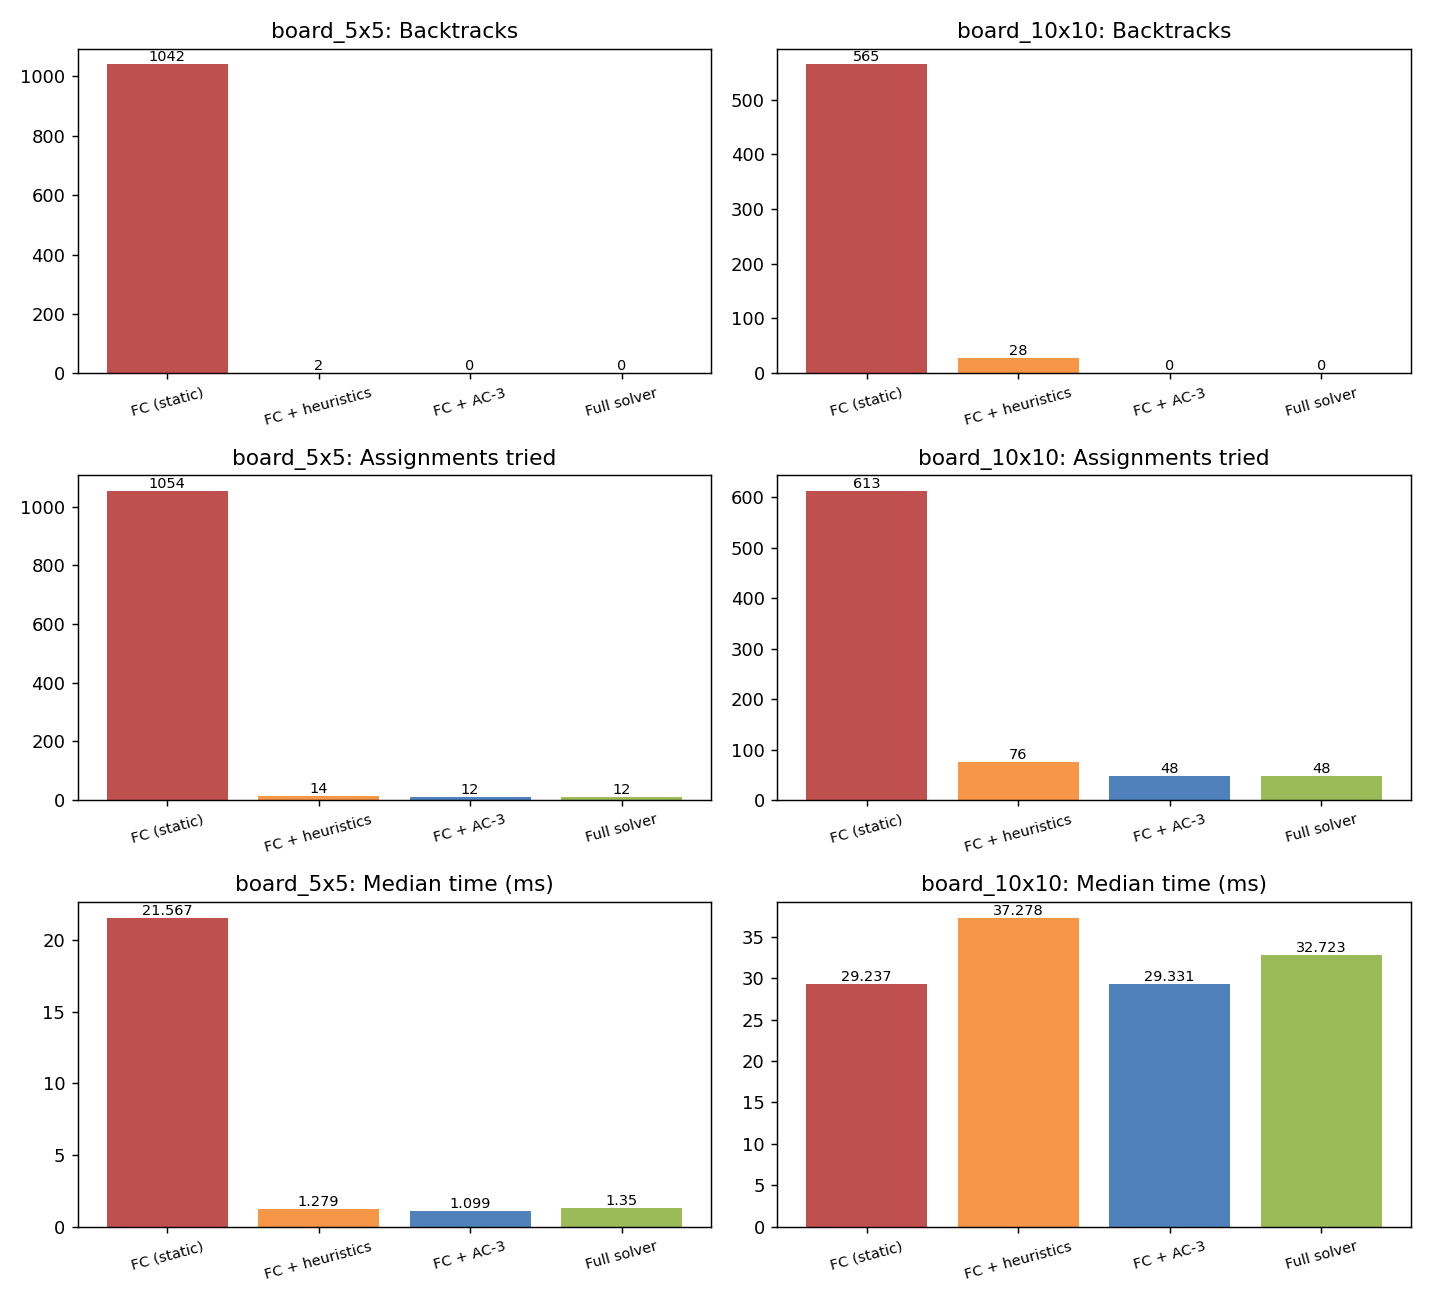 board_5x5: Backtracks
1042
1000
800
600
400
200
0
2
0
0
FC (static)
FC + heuristics
FC + AC-3
Full solver
board_10x10: Backtracks
565
500
400
300
200
100
0
28
0
0
FC (static)
FC + heuristics
FC + AC-3
Full solver
board_5x5: Assignments tried
1054
1000
800
600
400
200
0
14
12
12
FC (static)
FC + heuristics
FC + AC-3
Full solver
board_10x10: Assignments tried
613
600
500
400
300
200
100
0
76
48
48
FC (static)
FC + heuristics
FC + AC-3
Full solver
board_5x5: Median time (ms)
21.567
20
15
10
5
0
1.279
1.099
1.35
FC (static)
FC + heuristics
FC + AC-3
Full solver
board_10x10: Median time (ms)
37.278
35
30
25
20
15
10
5
0
29.237
29.331
32.723
FC (static)
FC + heuristics
FC + AC-3
Full solver